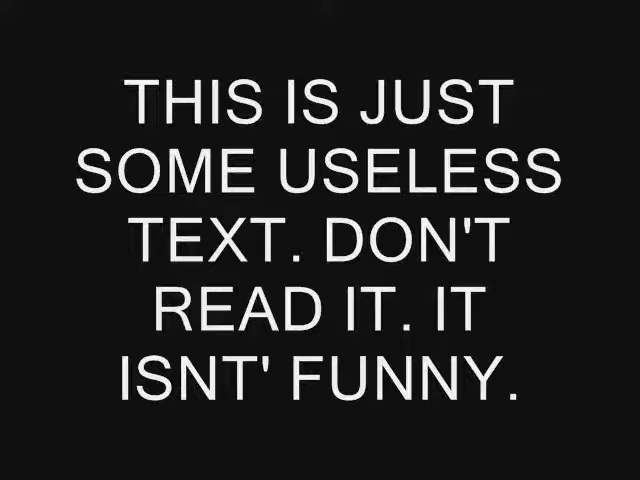 THIS IS JUST
SOME USELESS
TEXT. DON'T
READ IT. IT
ISNT' FUNNY.